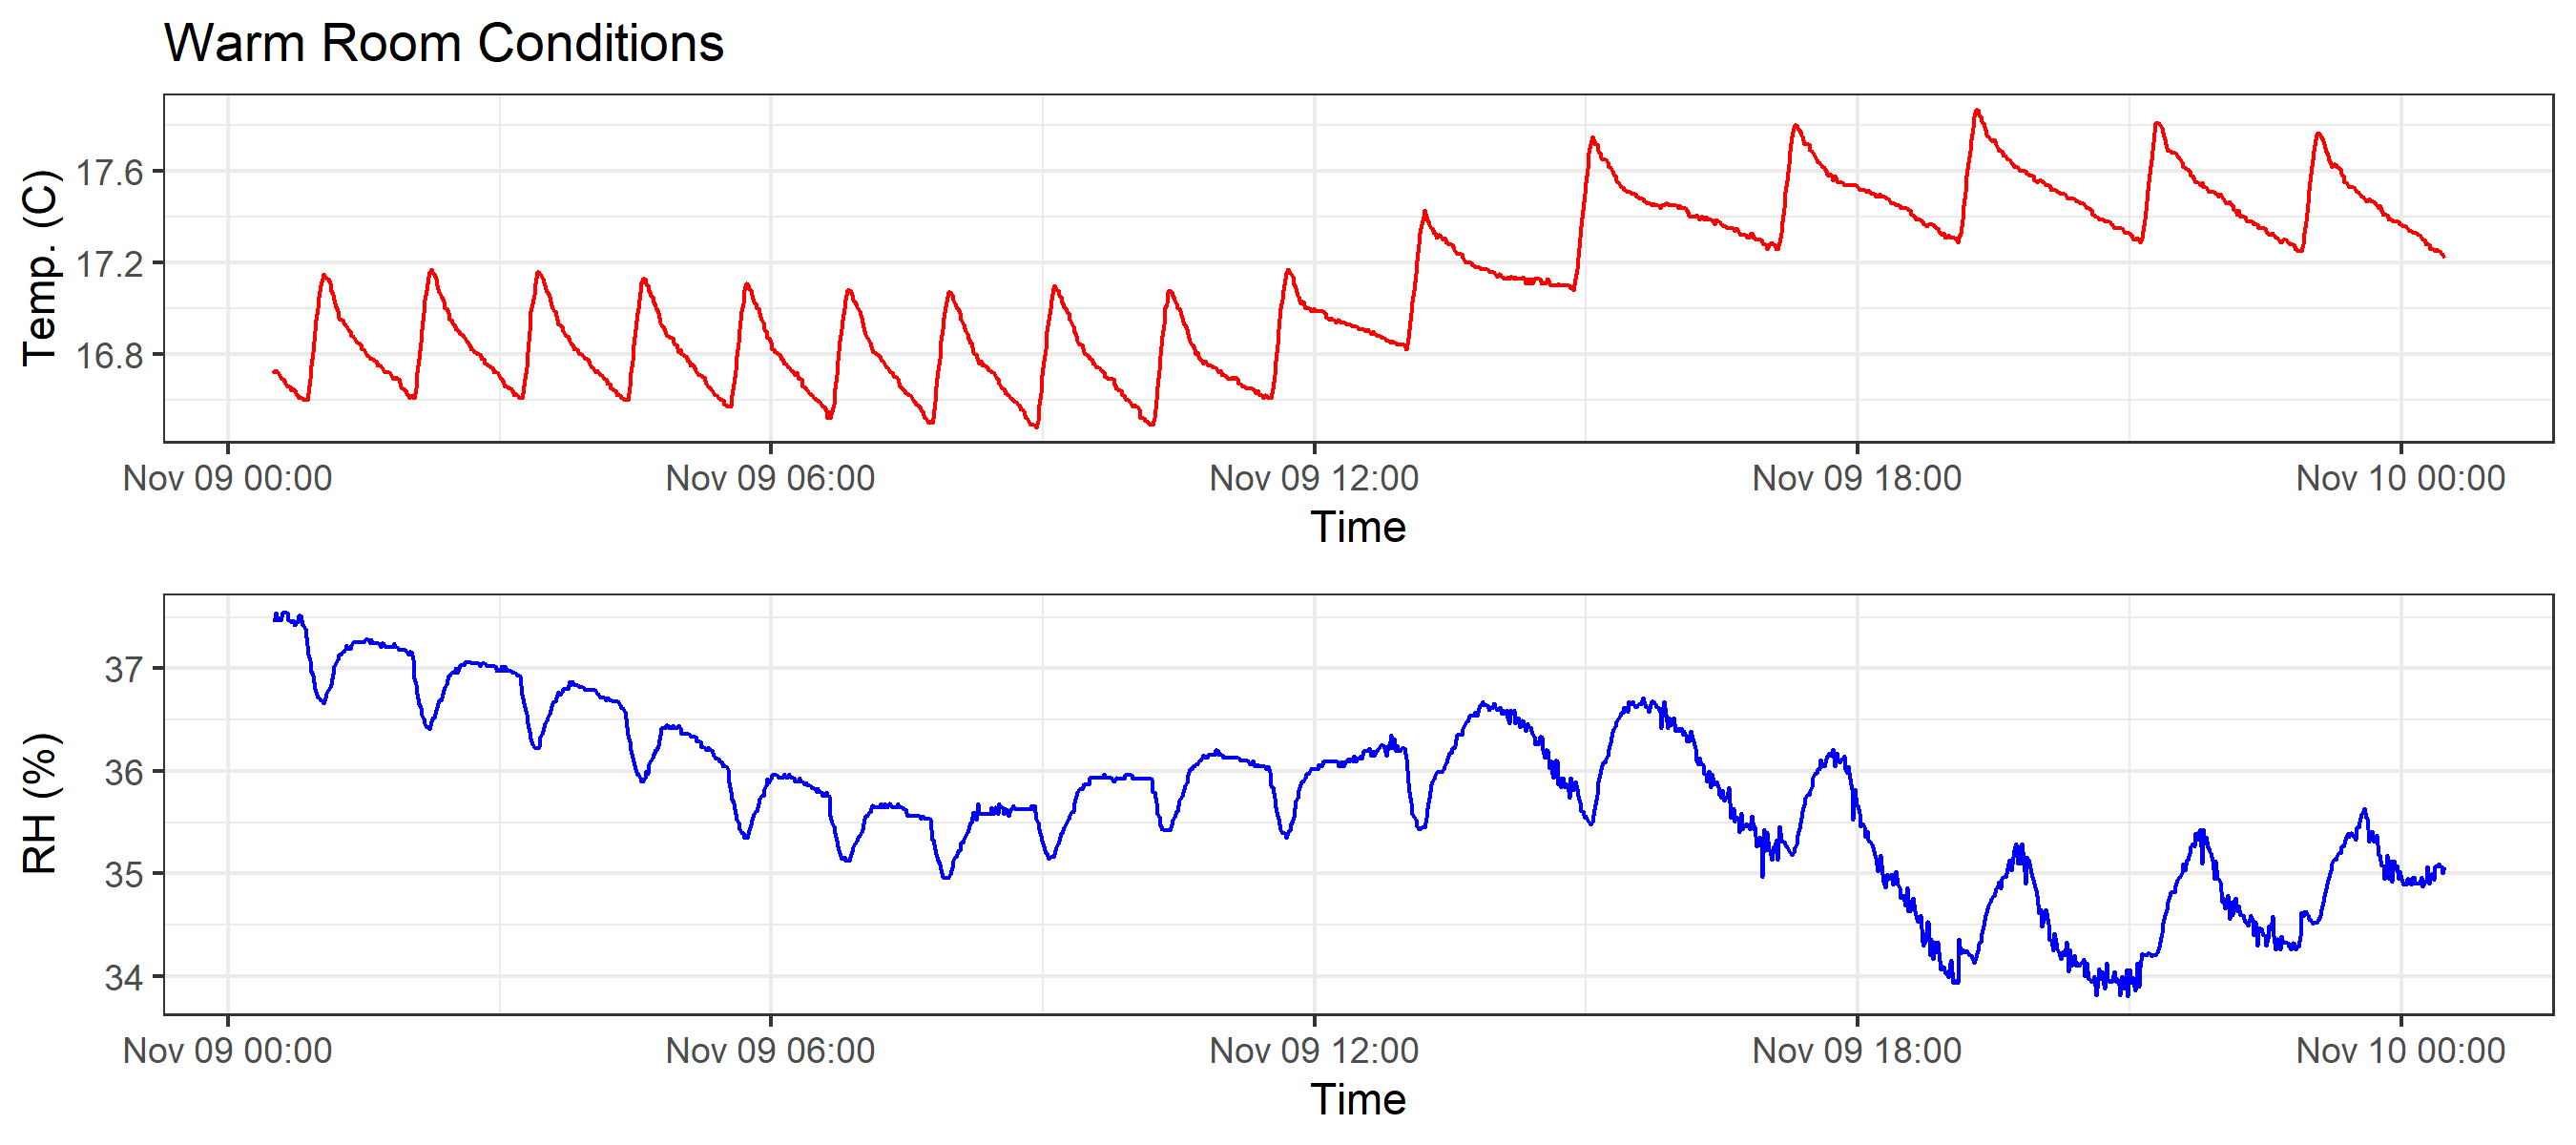 Warm Room Conditions
Temp. (C)
17.6
17.2
16.8
Nov 09 00:00 Nov 09 06:00 Nov 09 12:00 Nov 09 18:00 Nov 10 00:00
Time
RH (%)
37
36
35
34
Nov 09 00:00 Nov 09 06:00 Nov 09 12:00 Nov 09 18:00 Nov 10 00:00
Time